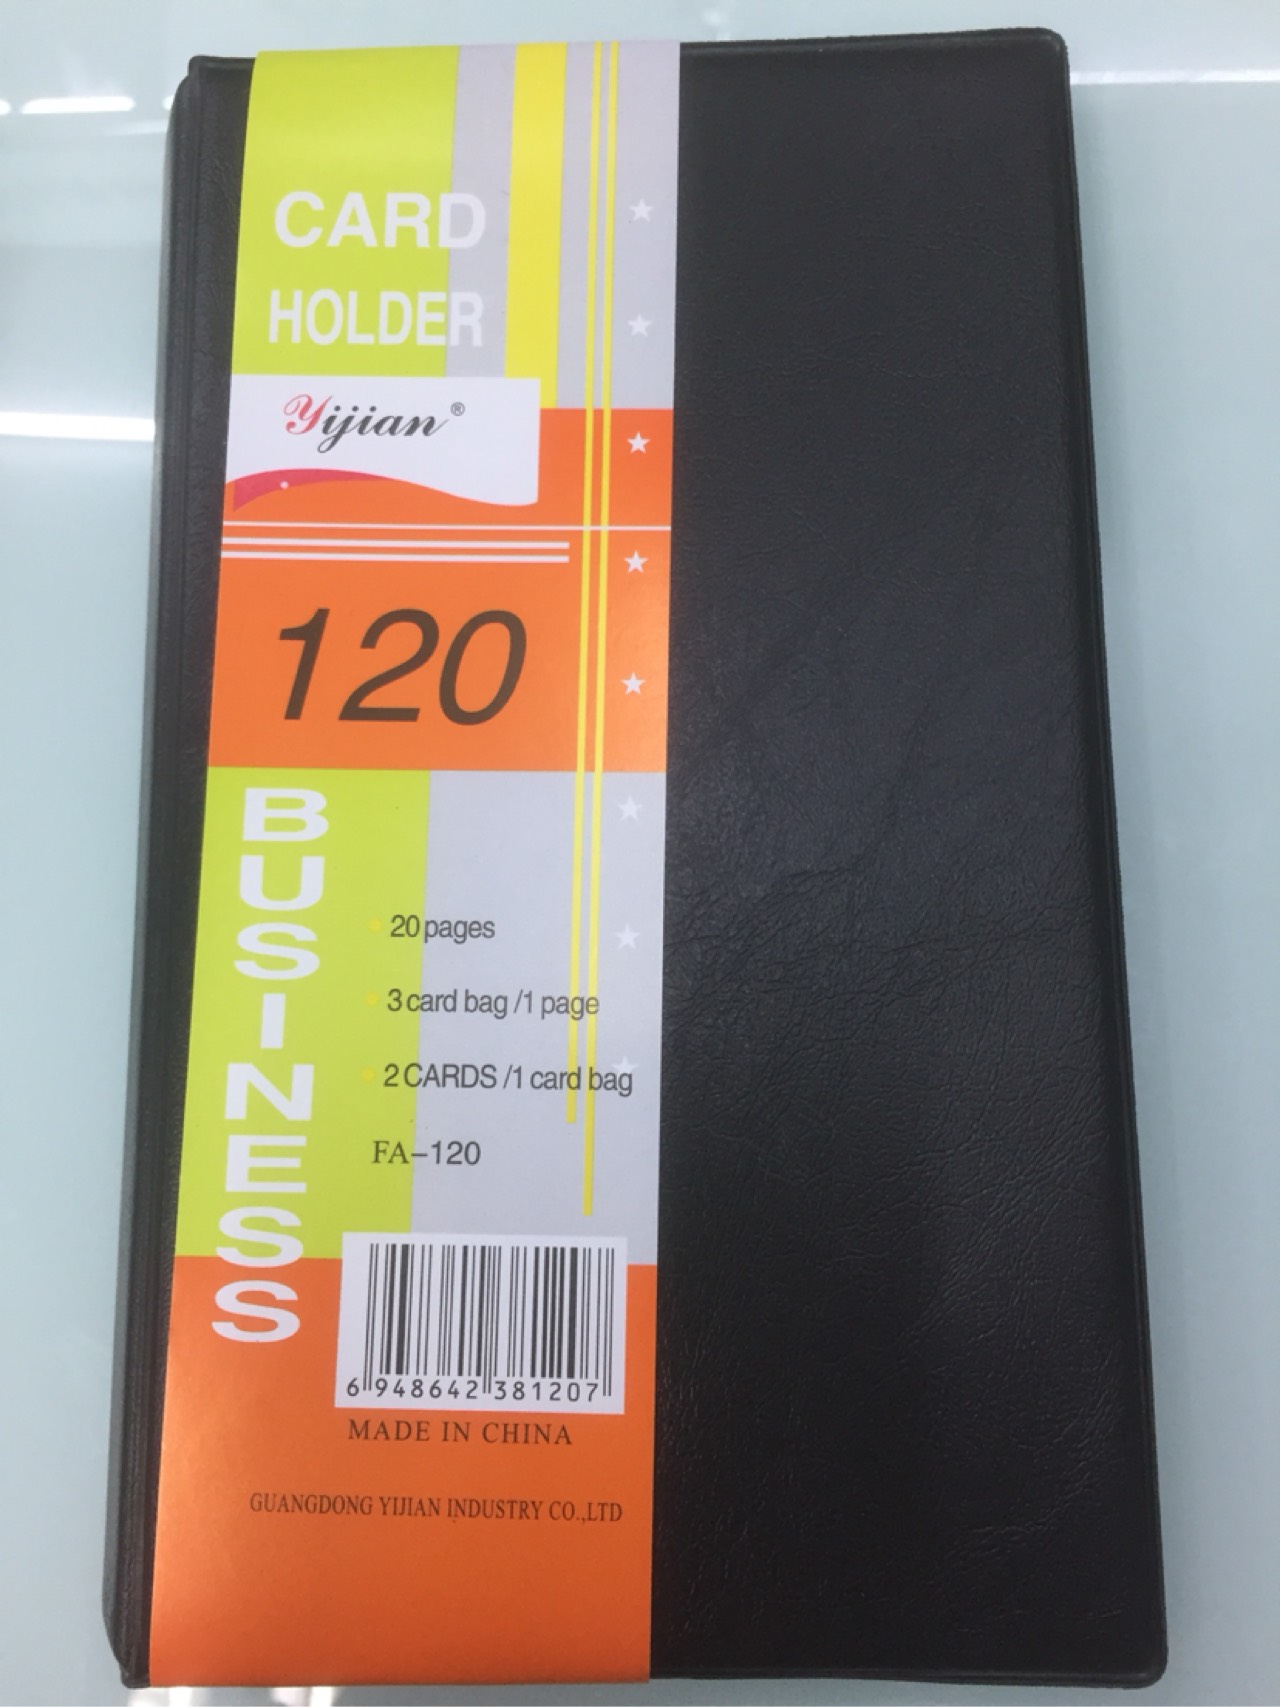 CARD
HOLDER
Yijian®
120
BUSINESS
20 pages
3 card bag /1 page
2 CARDS /1 card bag
FA-120
6 948642 381207
MADE IN CHINA
GUANGDONG YIJIAN INDUSTRY CO.,LTD